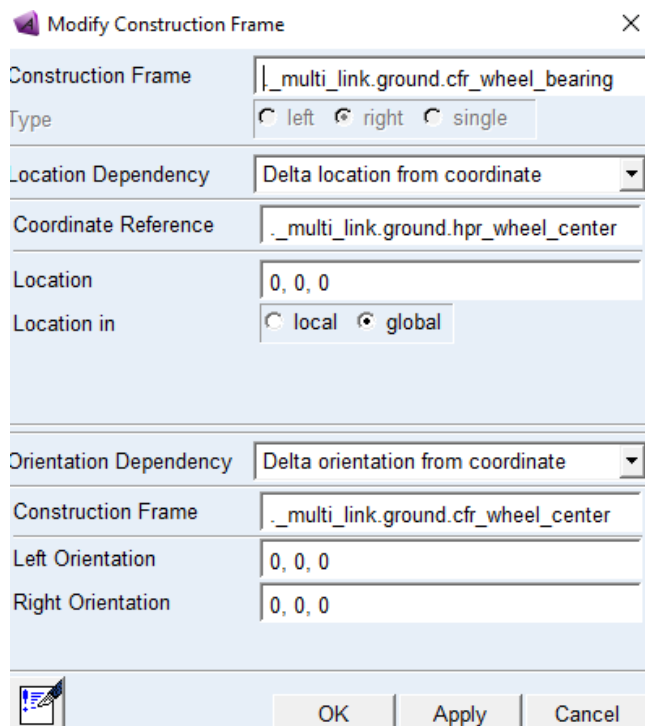 Modify Construction Frame
Construction Frame ._multi_link.ground.cfr_wheel_bearing
Type left right single
Location Dependency Delta location from coordinate
Coordinate Reference ._multi_link.ground.hpr_wheel_center
Location 0, 0, 0
Location in local global
Orientation Dependency Delta orientation from coordinate
Construction Frame ._multi_link.ground.cfr_wheel_center
Left Orientation 0, 0, 0
Right Orientation 0, 0, 0
OK Apply Cancel